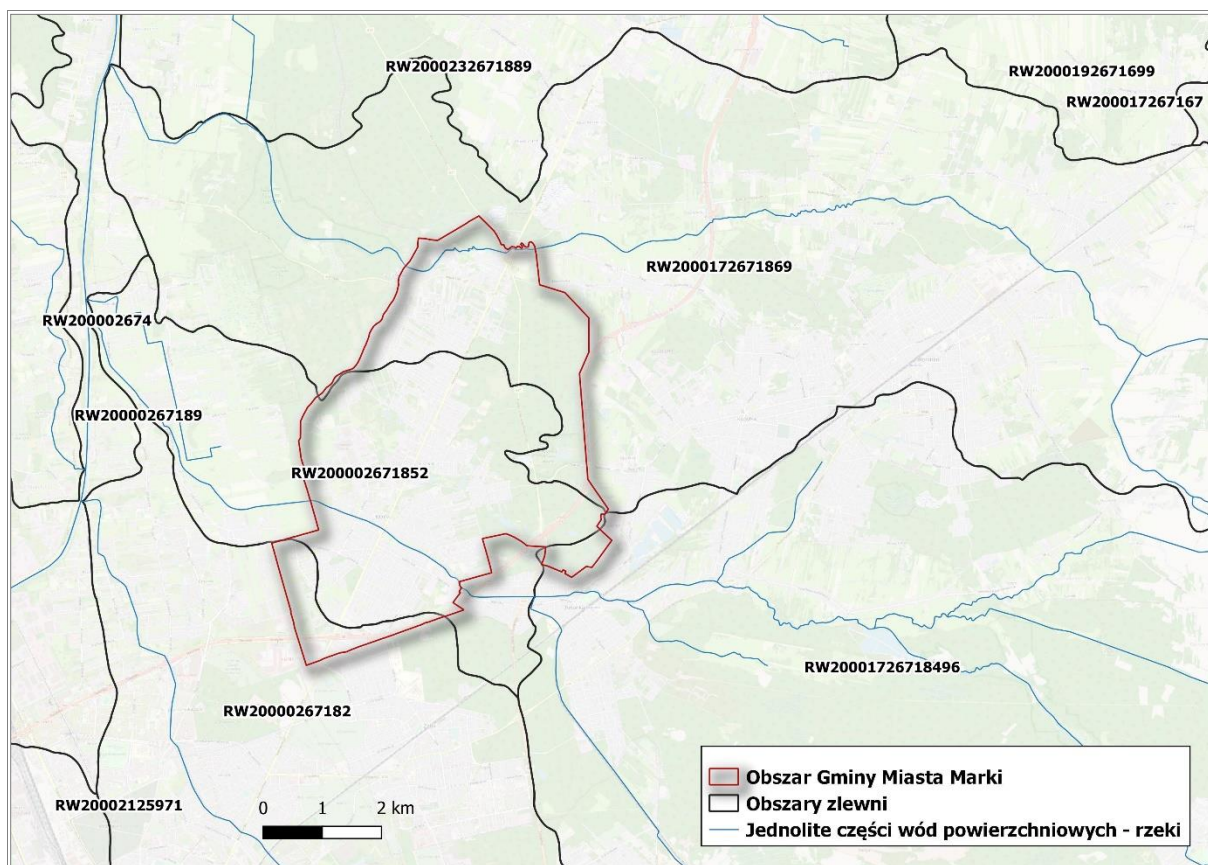 RW2000232671889
RW2000192671699
RW200017267167
RW2000172671869
RW200002674
RW20000267189
RW200002671852
RW20001726718496
RW20000267182
RW20002125971
0 1 2 km
Obszar Gminy Miasta Marki
Obszary zlewni
Jednolite części wód powierzchniowych - rzeki